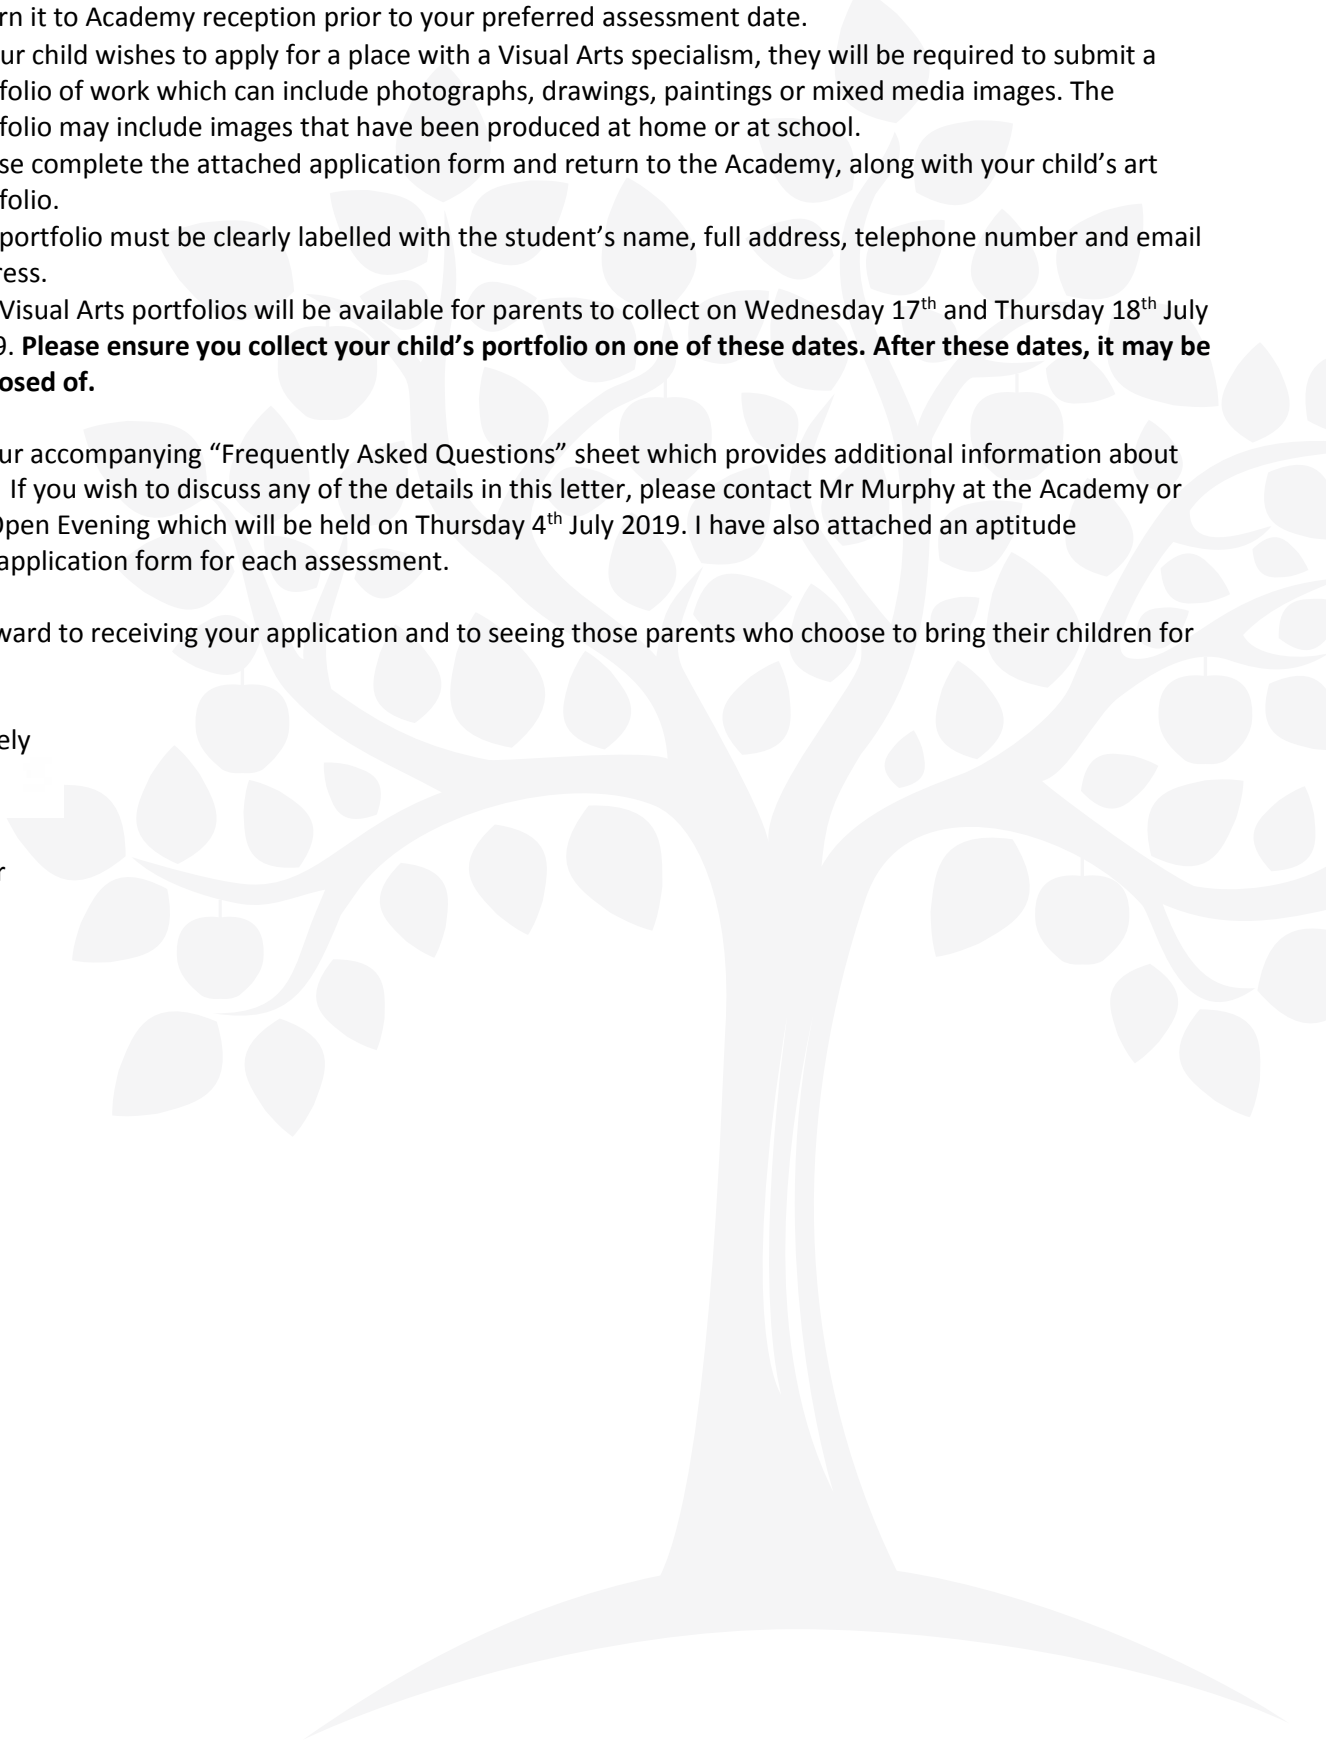 rn it to Academy reception prior to your preferred assessment date.
ur child wishes to apply for a place with a Visual Arts specialism, they will be required to submit a
folio of work which can include photographs, drawings, paintings or mixed media images. The
folio may include images that have been produced at home or at school.
se complete the attached application form and return to the Academy, along with your child’s art
folio.
portfolio must be clearly labelled with the student’s name, full address, telephone number and email
ress.
Visual Arts portfolios will be available for parents to collect on Wednesday 17th and Thursday 18th July
9. Please ensure you collect your child’s portfolio on one of these dates. After these dates, it may be
osed of.
ur accompanying “Frequently Asked Questions” sheet which provides additional information about
If you wish to discuss any of the details in this letter, please contact Mr Murphy at the Academy or
Open Evening which will be held on Thursday 4th July 2019. I have also attached an aptitude
application form for each assessment.
ward to receiving your application and to seeing those parents who choose to bring their children for
ely
r